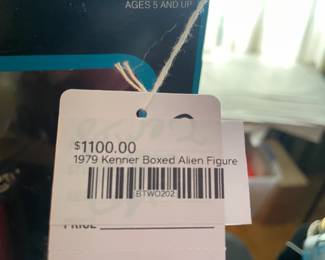 AGES 5 AND UP
$1100.00
1979 Kenner Boxed Alien Figure
BTWO202
PRICE